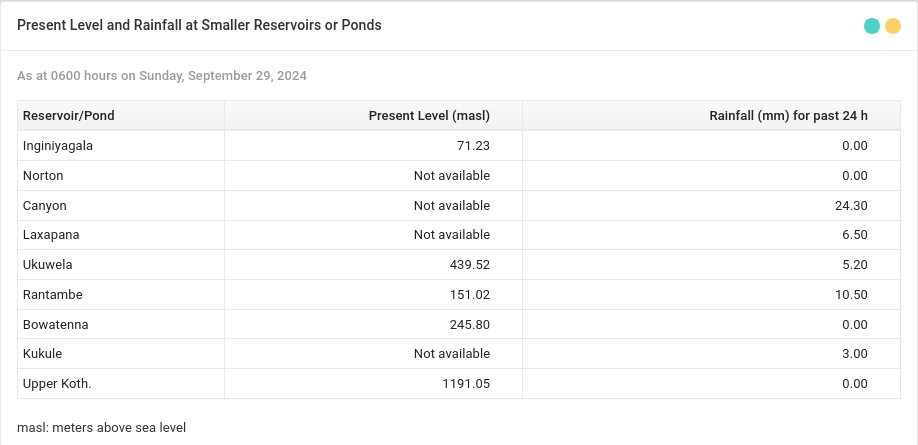 Present Level and Rainfall at Smaller Reservoirs or Ponds
As at 0600 hours on Sunday, September 29, 2024
Reservoir/Pond Present Level (masl) Rainfall (mm) for past 24 h
Inginiyagala 71.23 0.00
Norton Not available 0.00
Canyon Not available 24.30
Laxapana Not available 6.50
Ukuwela 439.52 5.20
Rantambe 151.02 10.50
Bowatenna 245.80 0.00
Kukule Not available 3.00
Upper Koth. 1191.05 0.00
masl: meters above sea level